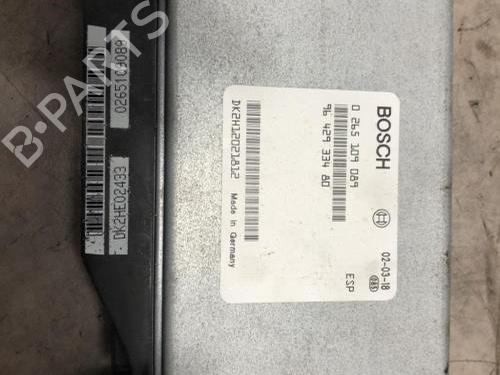 BOSCH
0 265 109 089
96 429 334 80
DK2H12021812
Made in Germany
02-03-18
ESP
0265109089
DK2HE02433
B-PARTS